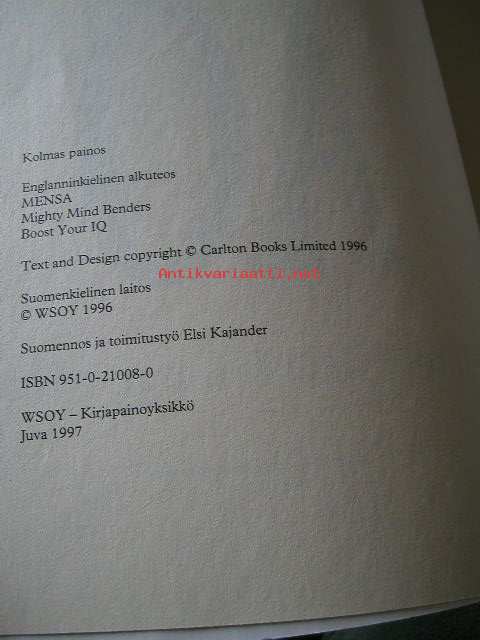 Kolmas painos
Englanninkielinen alkuteos
MENSA
Mighty Mind Benders
Boost Your IQ
Text and Design copyright © Carlton Books Limited 1996
Antikvariaatti.net
Suomenkielinen laitos
© WSOY 1996
Suomennos ja toimitustyö Elsi Kajander
ISBN 951-0-21008-0
WSOY – Kirjapainoyksikkö
Juva 1997